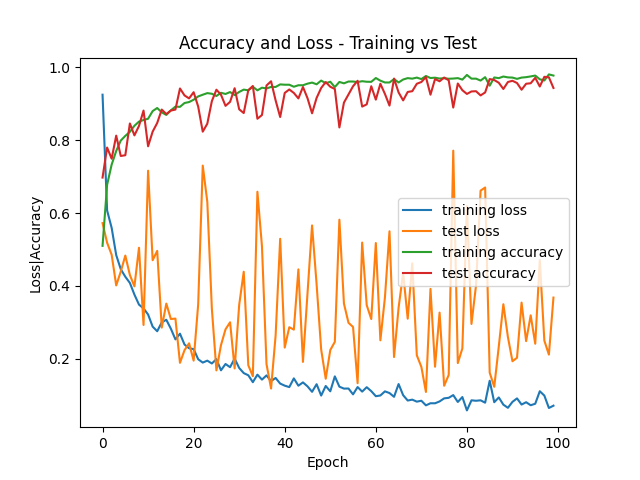 Accuracy and Loss - Training vs Test
1.0
0.8
0.6
0.4
0.2
Loss|Accuracy
training loss
test loss
training accuracy
test accuracy
0
20
40
60
80
100
Epoch